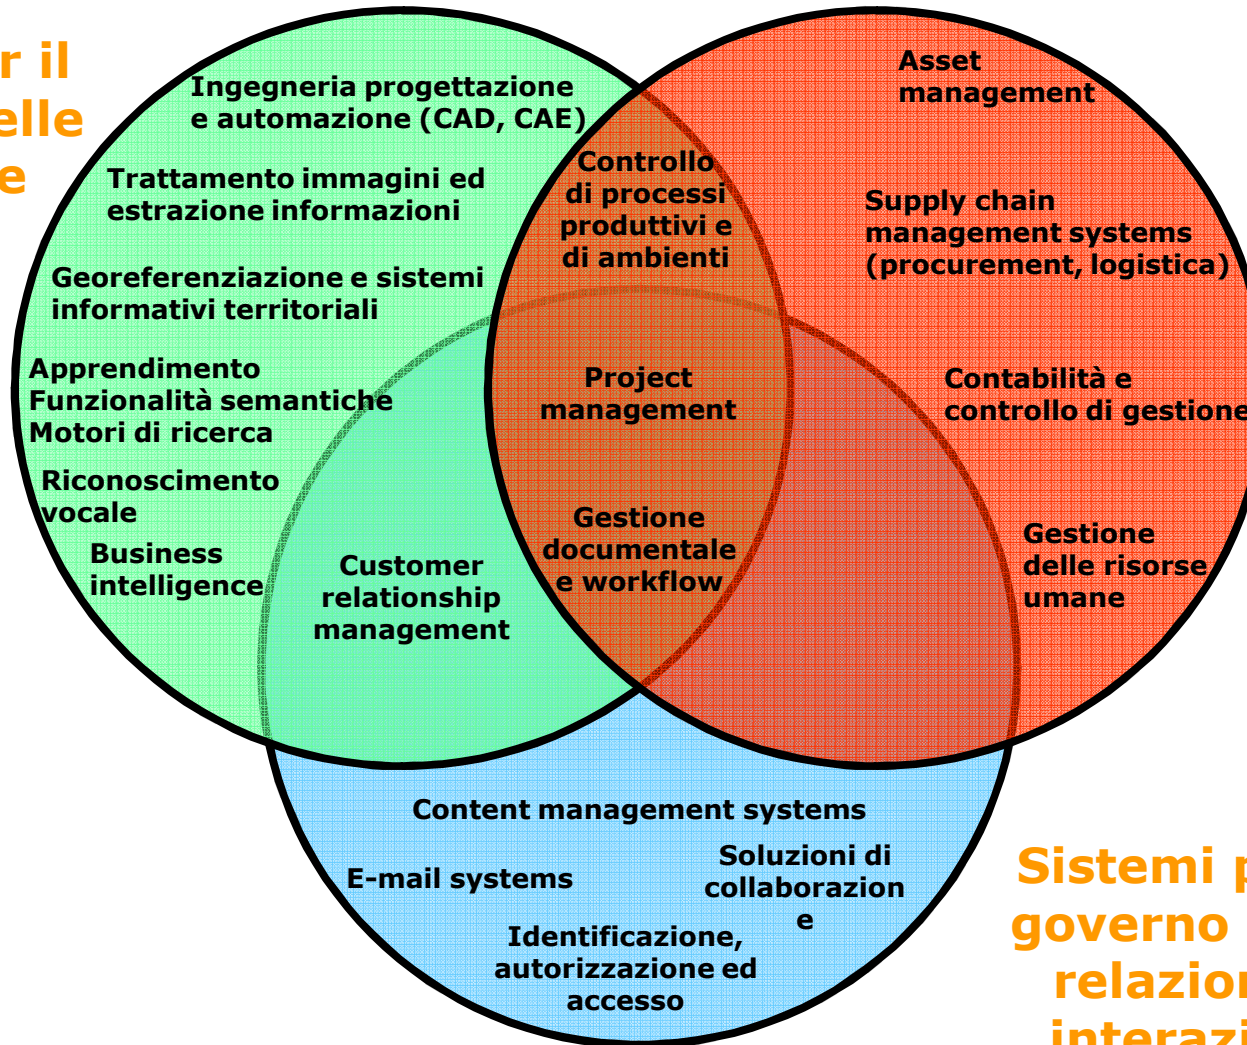 r il
elle
e
Ingegneria progettazione
e automazione (CAD, CAE)
Trattamento immagini ed
estrazione informazioni
Georeferenziazione e sistemi
informativi territoriali
Apprendimento
Funzionalità semantiche
Motori di ricerca
Riconoscimento
vocale
Business
intelligence
Controllo
di processi
produttivi e
di ambienti
Project
management
Gestione
documentale
e workflow
Customer
relationship
management
Asset
management
Supply chain
management systems
(procurement, logistica)
Contabilità e
controllo di gestione
Gestione
delle risorse
umane
Content management systems
E-mail systems
Soluzioni di
collaborazion
e
Identificazione,
autorizzazione ed
accesso
Sistemi p
governo
relazion
interazi